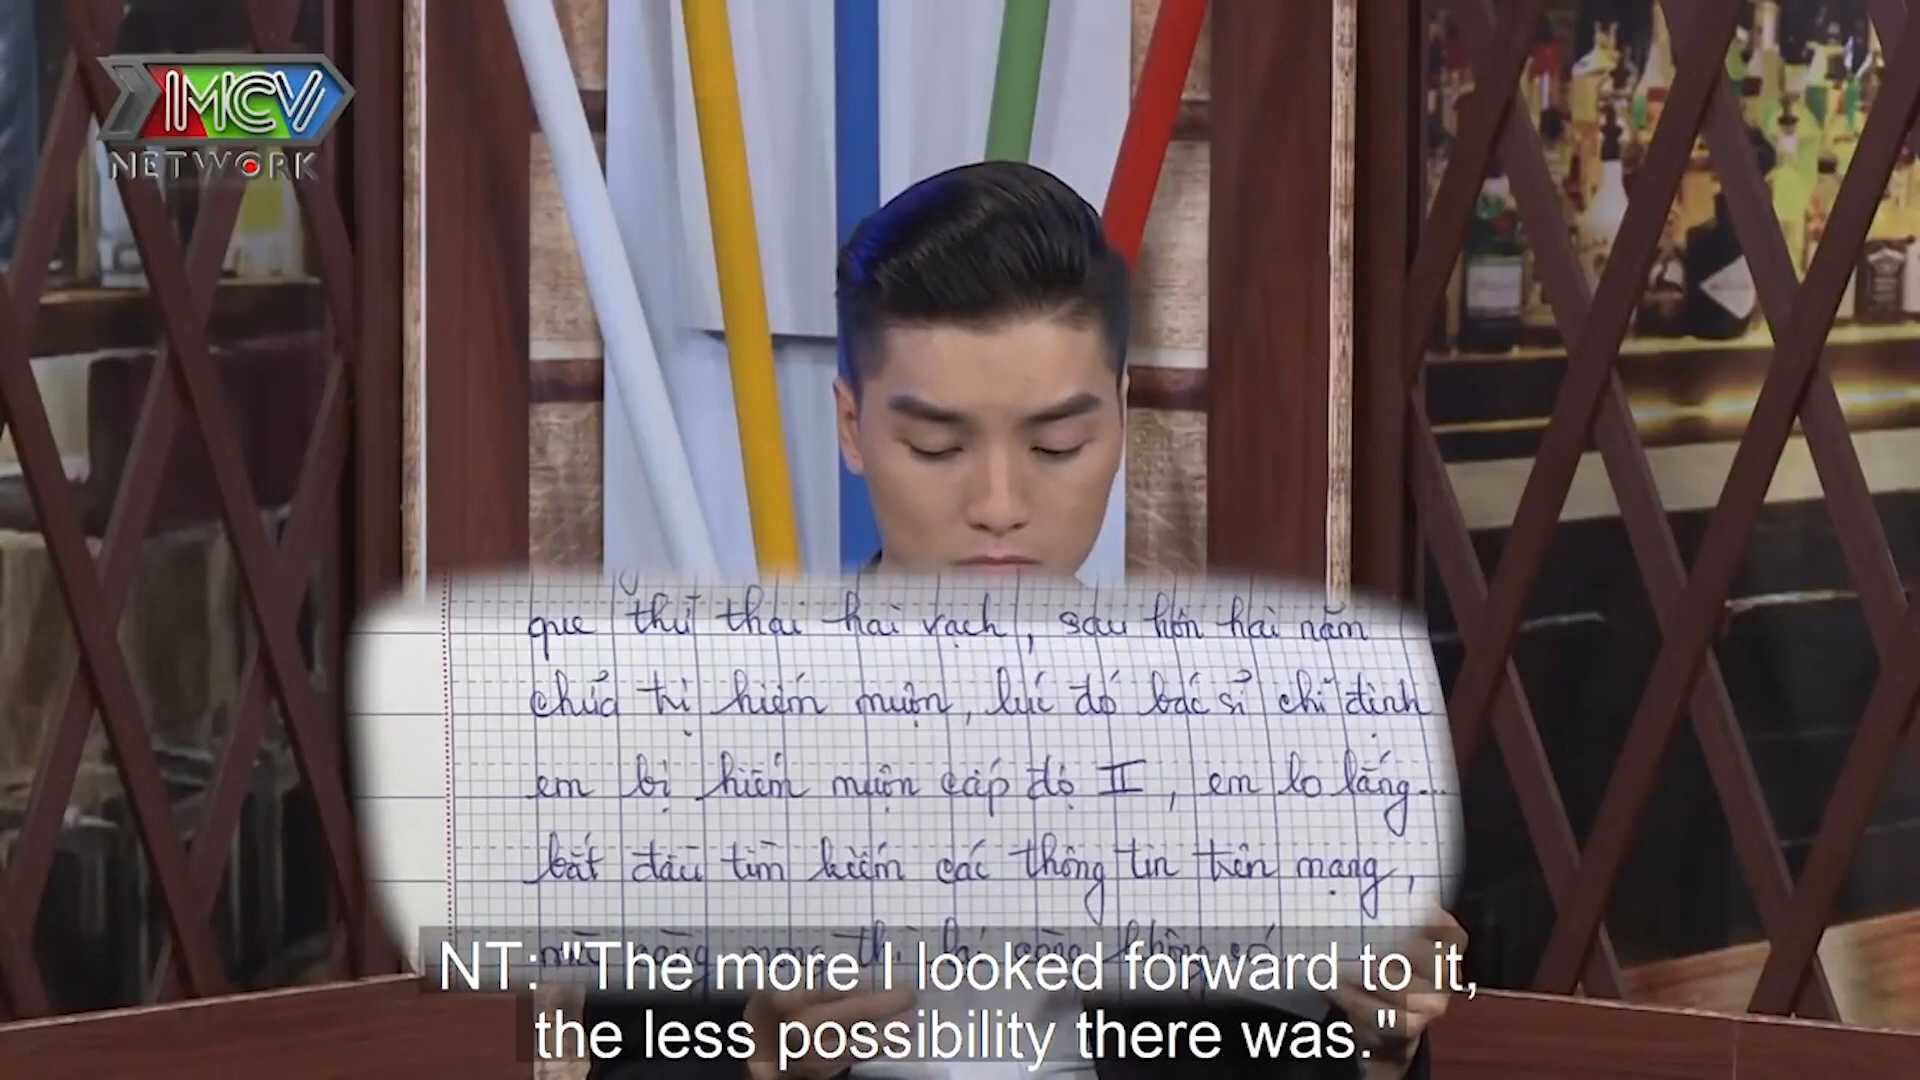 MCV
NETWORK
que thử thai hai vạch, sau hơn hai năm
chữa trị hiếm muộn, lúc đó bác sĩ chỉ định
em bị hiếm muộn cấp độ II, em lo lắng...
bắt đầu tìm kiếm các thông tin trên mạng,
NT: "The more I looked forward to it,
the less possibility there was."